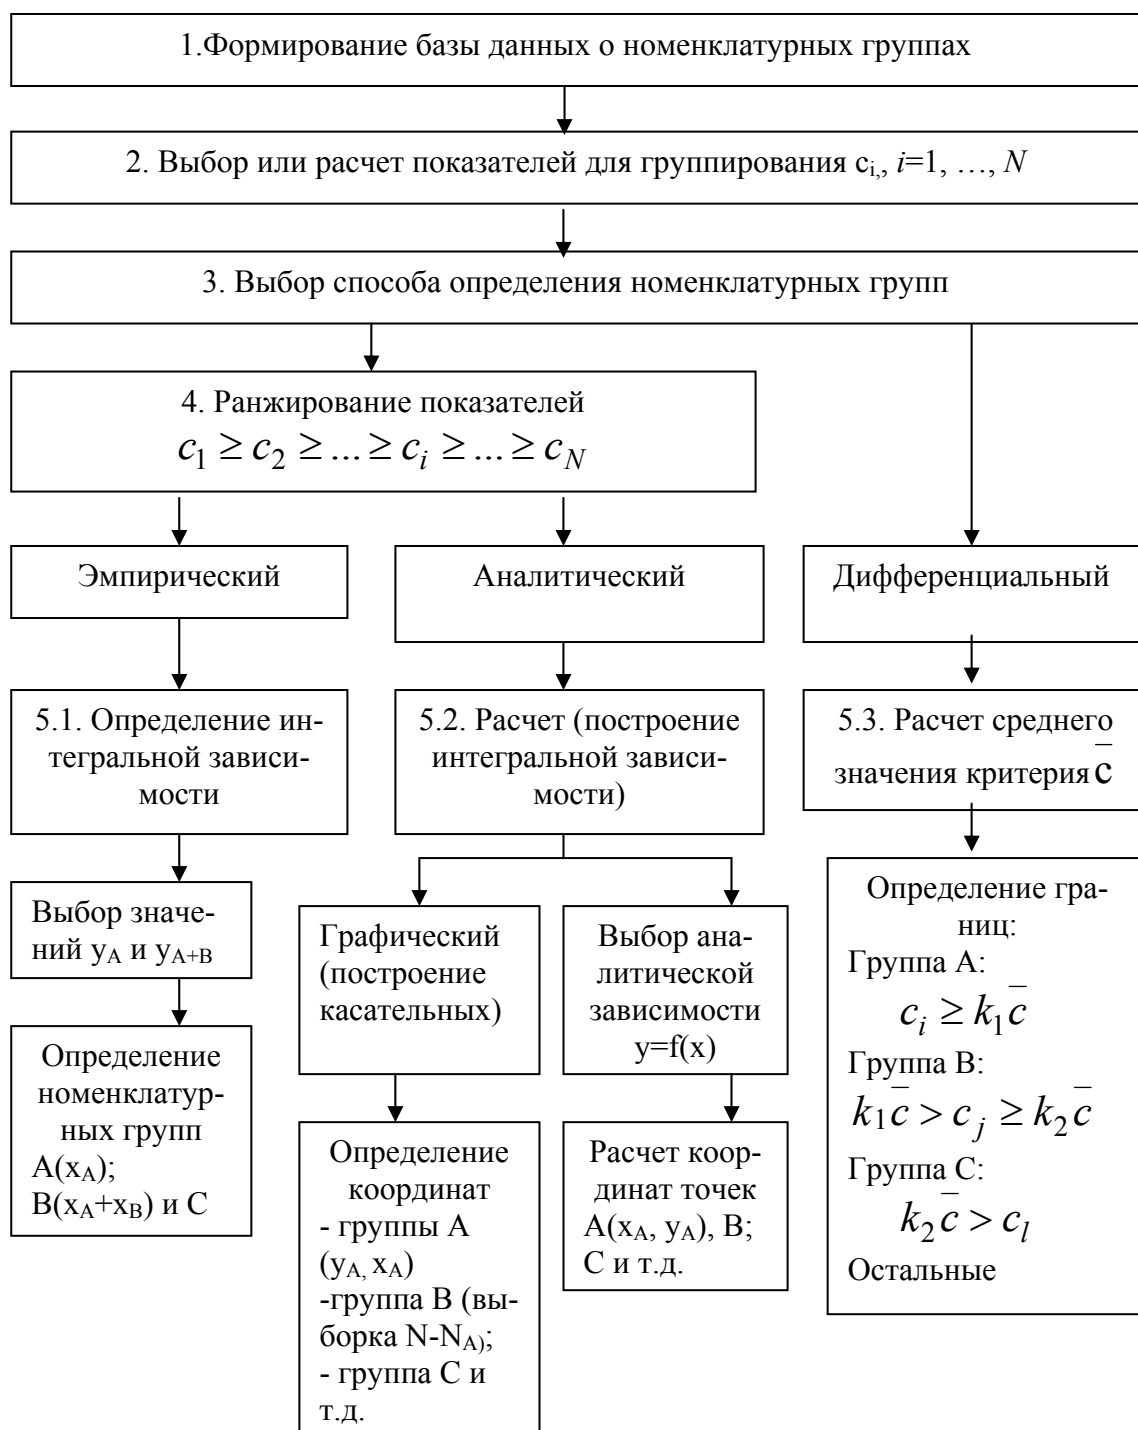 1.Формирование базы данных о номенклатурных группах
2. Выбор или расчет показателей для группирования cᵢ,, i=1, …, N
3. Выбор способа определения номенклатурных групп
4. Ранжирование показателей
c₁ ≥ c₂ ≥ ... ≥ cᵢ ≥ ... ≥ c_N
Эмпирический
Аналитический
Дифференциальный
5.1. Определение ин-
тегральной зависи-
мости
5.2. Расчет (построение
интегральной зависи-
мости)
5.3. Расчет среднего
значения критерия c̄
Выбор значе-
ний y_A и y_A+B
Определение
номенклатур-
ных групп
A(x_A);
B(x_A+x_B) и C
Графический
(построение
касательных)
Определение
координат
- группы A
(y_A, x_A)
-группа B (вы-
борка N-N_A);
- группа C и
т.д.
Выбор ана-
литической
зависимости
y=f(x)
Расчет коор-
динат точек
A(x_A, y_A), B;
C и т.д.
Определение гра-
ниц:
Группа A:
cᵢ ≥ k₁c̄
Группа B:
k₁c̄ > c_j ≥ k₂c̄
Группа C:
k₂c̄ > c_l
Остальные